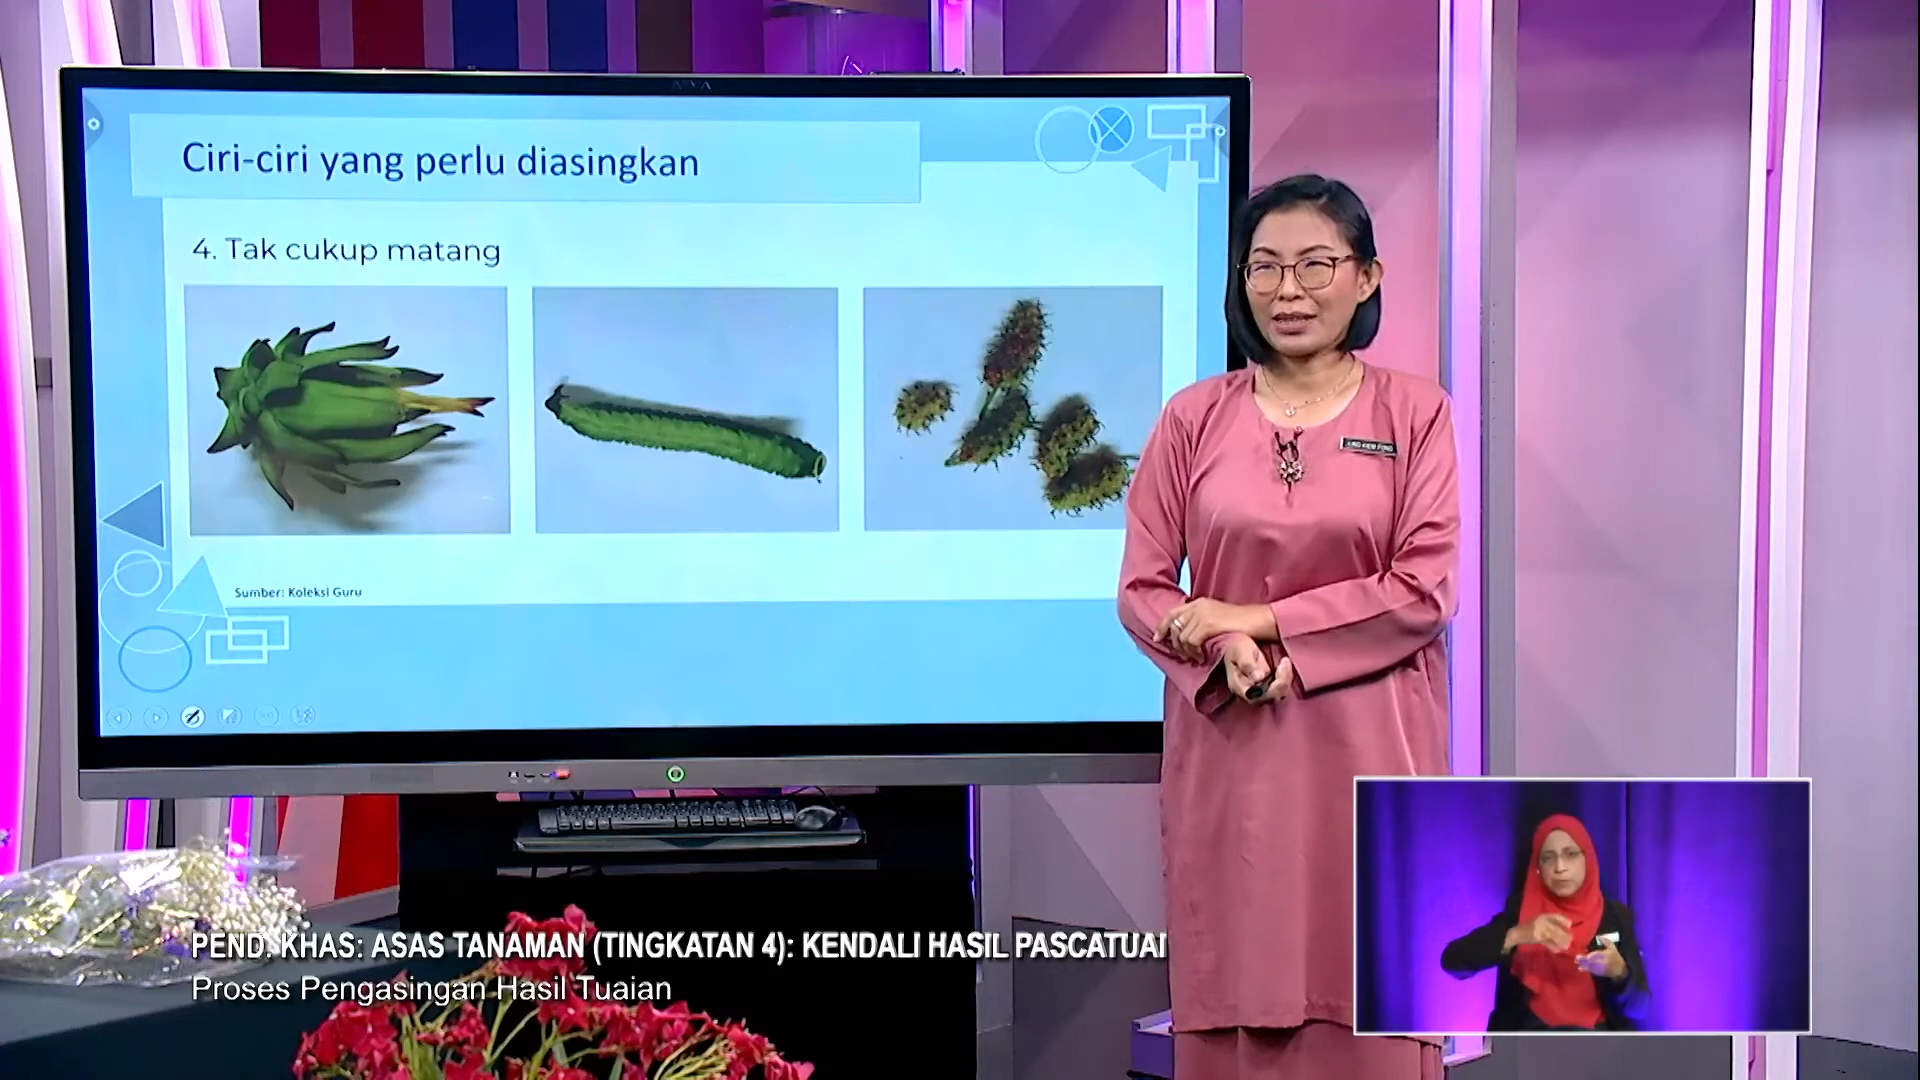 Ciri-ciri yang perlu diasingkan
4. Tak cukup matang
Sumber: Koleksi Guru
PEND. KHAS: ASAS TANAMAN (TINGKATAN 4): KENDALI HASIL PASCATUAI
Proses Pengasingan Hasil Tuaian